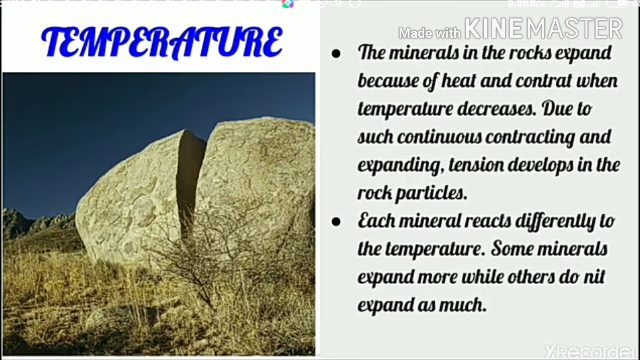 Made with KINEMASTER
TEMPERATURE
● The minerals in the rocks expand
because of heat and contrat when
temperature decreases. Due to
such continuous contracting and
expanding, tension develops in the
rock particles.
● Each mineral reacts differently to
the temperature. Some minerals
expand more while others do nit
expand as much.
XRecorder